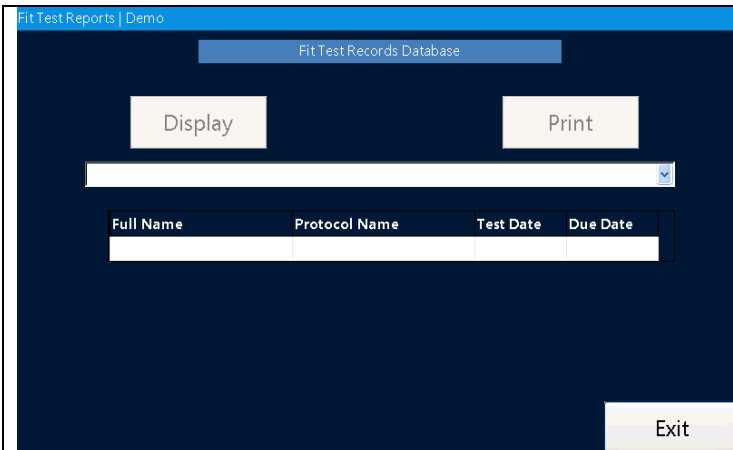 Fit Test Reports | Demo
Fit Test Records Database
Display Print
Full Name Protocol Name Test Date Due Date
Exit